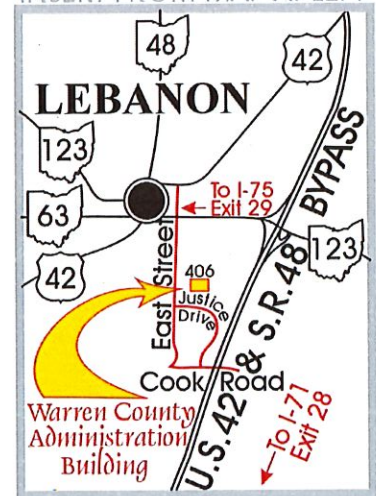 48
42
LEBANON
123
63
42
To I-75
Exit 29
BYPASS
123
East Street
406
Justice
Drive
U.S. 42 & S.R. 48
Cook Road
Warren County
Administration
Building
To I-71
Exit 28